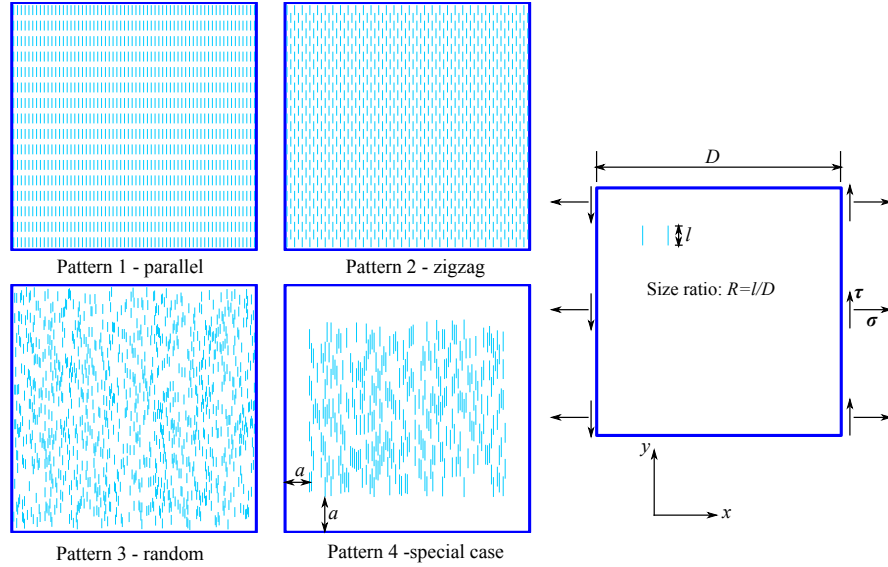 Pattern 1 - parallel
Pattern 2 - zigzag
D
l
Size ratio: R=l/D
τ
σ
a
a
y
x
Pattern 3 - random
Pattern 4 -special case